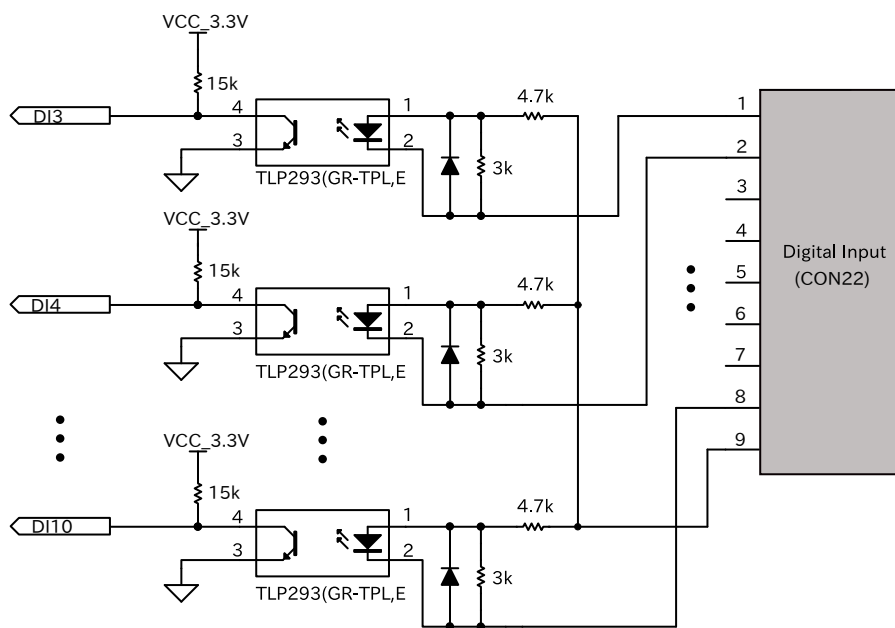 VCC_3.3V
15k
DI3
4
3
1
2
TLP293(GR-TPL,E
4.7k
3k
VCC_3.3V
15k
DI4
4
3
1
2
TLP293(GR-TPL,E
4.7k
3k
VCC_3.3V
15k
DI10
4
3
1
2
TLP293(GR-TPL,E
4.7k
3k
1
2
3
4
5
6
7
8
9
Digital Input
(CON22)